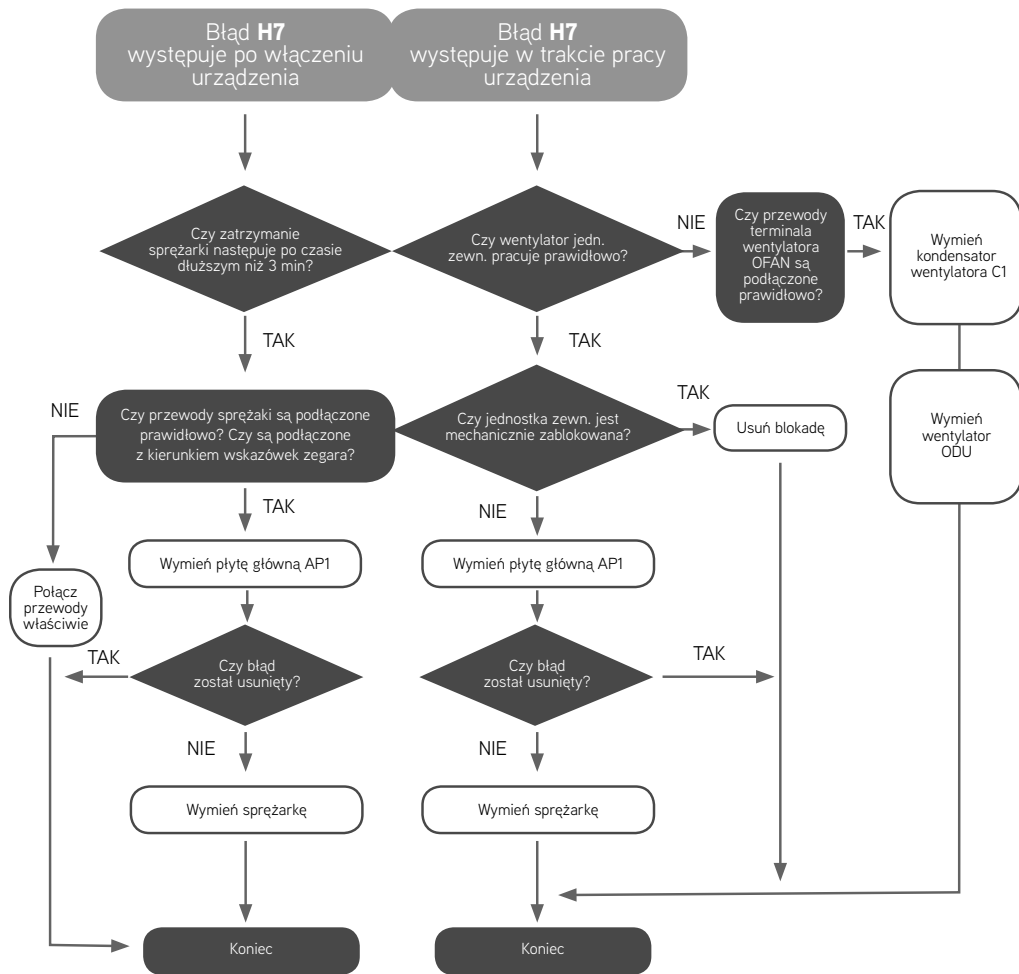 Błąd H7
występuje po włączeniu
urządzenia
Błąd H7
występuje w trakcie pracy
urządzenia
Czy zatrzymanie
sprężarki następuje po czasie
dłuższym niż 3 min?
Czy wentylator jedn.
zewn. pracuje prawidłowo?
NIE
Czy przewody
terminala
wentylatora
OFAN są
podłączone
prawidłowo?
TAK
Wymień
kondensator
wentylatora C1
TAK
TAK
NIE
Czy przewody sprężaki są podłączone
prawidłowo? Czy są podłączone
z kierunkiem wskazówek zegara?
Czy jednostka zewn. jest
mechanicznie zablokowana?
TAK
Usuń blokadę
Wymień
wentylator
ODU
TAK
NIE
Wymień płytę główną AP1
Wymień płytę główną AP1
Połącz
przewody
właściwie
TAK
Czy błąd
został usunięty?
Czy błąd
został usunięty?
TAK
NIE
NIE
Wymień sprężarkę
Wymień sprężarkę
Koniec
Koniec